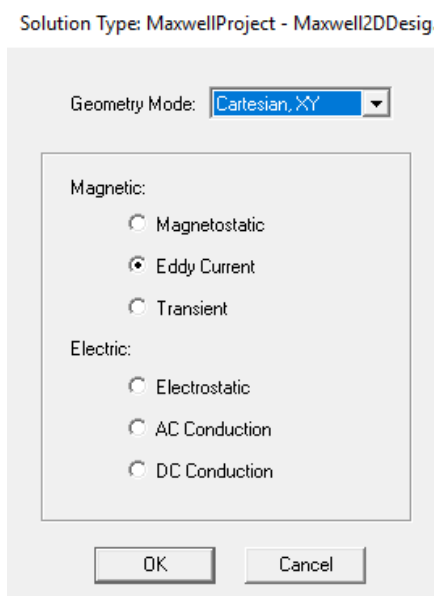 Solution Type: MaxwellProject - Maxwell2DDesig
Geometry Mode: Cartesian, XY
Magnetic:
Magnetostatic
Eddy Current
Transient
Electric:
Electrostatic
AC Conduction
DC Conduction
OK Cancel